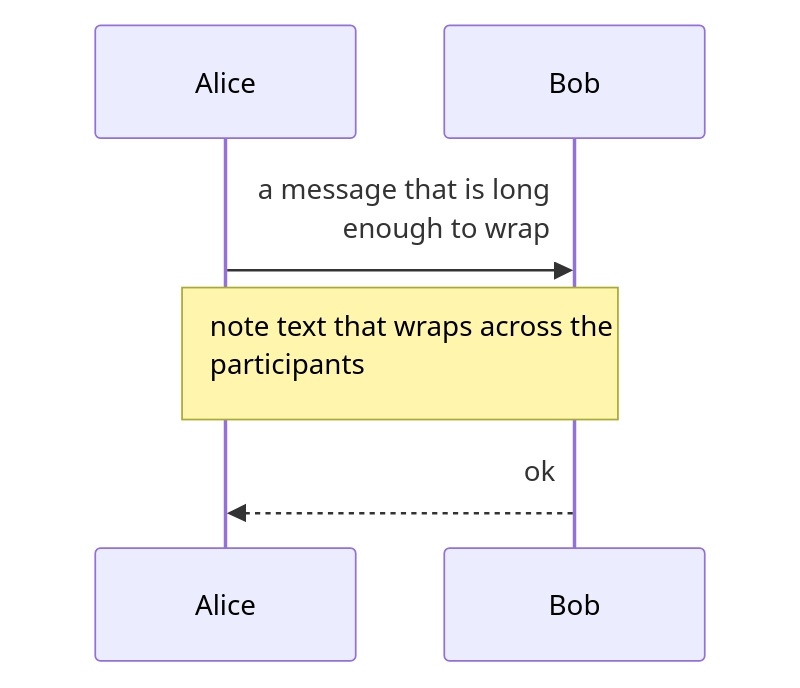 Alice
Bob
a message that is long
enough to wrap
note text that wraps across the
participants
ok
Alice
Bob